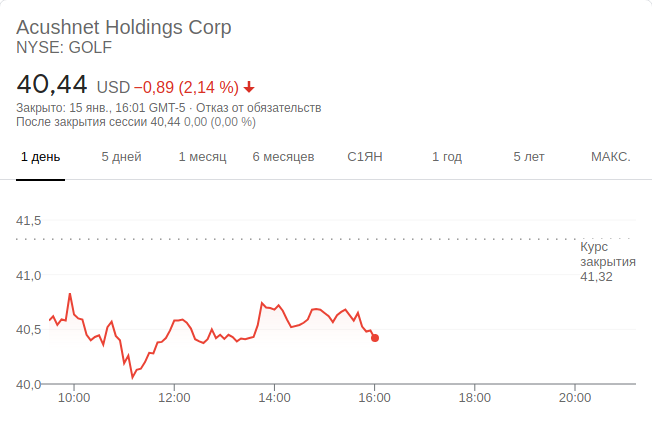 Acushnet Holdings Corp
NYSE: GOLF
40,44 USD −0,89 (2,14 %)
Закрыто: 15 янв., 16:01 GMT-5 · Отказ от обязательств
После закрытия сессии 40,44 0,00 (0,00 %)
1 день 5 дней 1 месяц 6 месяцев С1ЯН 1 год 5 лет МАКС.
41,5
Курс
закрытия
41,32
41,0
40,5
40,0
10:00 12:00 14:00 16:00 18:00 20:00